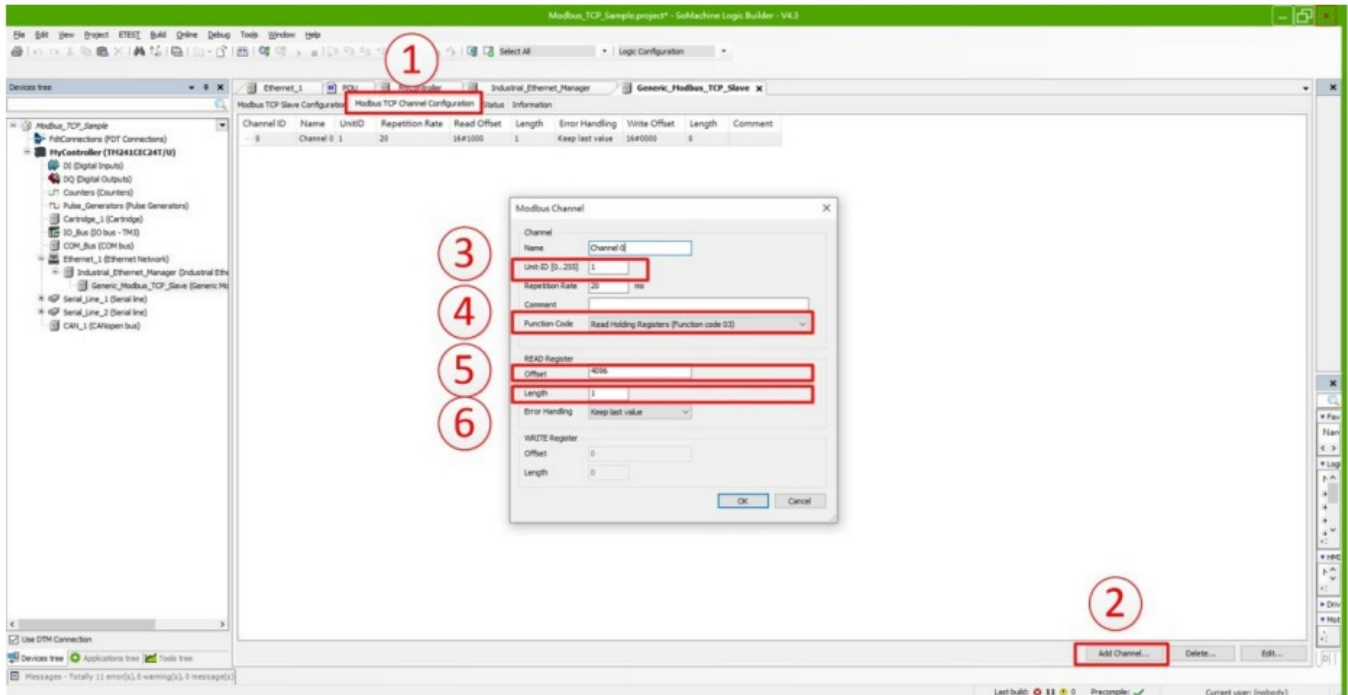 Modbus_TCP_Sample.project* - SoMachine Logic Builder - V4.3
File Edit View Project ETEST Build Online Debug Tools Window Help
Select All
Logic Configuration
1
Devices tree
Ethernet_1
POU
MyController
Industrial_Ethernet_Manager
Generic_Modbus_TCP_Slave
Modbus TCP Slave Configuration
Modbus TCP Channel Configuration
Status
Information
Channel ID Name UnitID Repetition Rate Read Offset Length Error Handling Write Offset Length Comment
0 Channel 0 1 20 16#1000 1 Keep last value 16#0000 0
Modbus_TCP_Sample
FdtConnections (FDT Connections)
MyController (TM241CEC24T/U)
DI (Digital Inputs)
DQ (Digital Outputs)
Counters (Counters)
Pulse_Generators (Pulse Generators)
Cartridge_1 (Cartridge)
IO_Bus (IO bus - TM3)
COM_Bus (COM bus)
Ethernet_1 (Ethernet Network)
Industrial_Ethernet_Manager (Industrial Ethe
Generic_Modbus_TCP_Slave (Generic Mo
Serial_Line_1 (Serial line)
Serial_Line_2 (Serial line)
CAN_1 (CANopen bus)
Modbus Channel
Channel
Name Channel 0
3
Unit-ID [0...255] 1
Repetition Rate 20 ms
Comment
4
Function Code Read Holding Registers (Function code 03)
READ Register
5
Offset 4096
Length 1
6
Error Handling Keep last value
WRITE Register
Offset 0
Length 0
OK Cancel
2
Add Channel... Delete... Edit...
Fav
Nam
Logi
HMI
Driv
Mot
Use DTM Connection
Devices tree Applications tree Tools tree
Messages - Totally 11 error(s), 0 warning(s), 0 message(s)
Last build: 11 0 Precompile: Current user: (nobody)